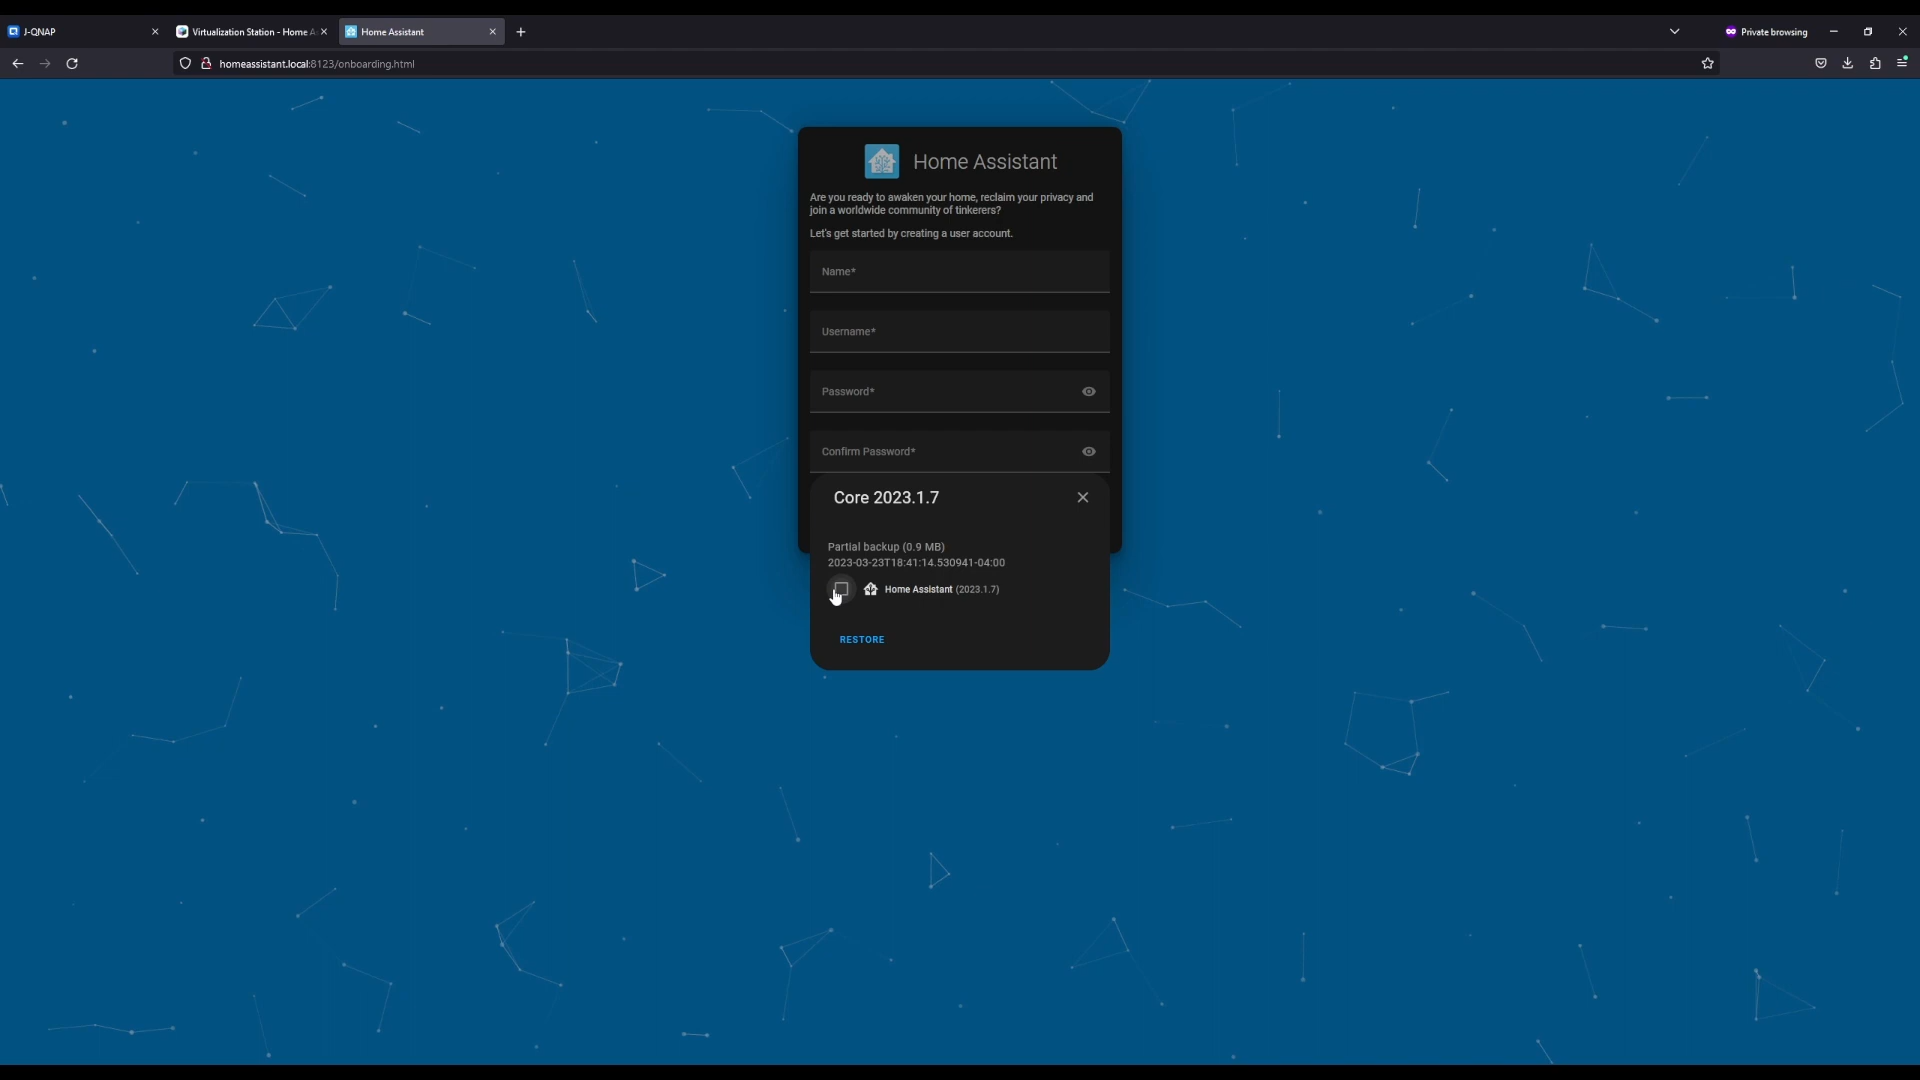 J-QNAP
Virtualization Station - Home A
Home Assistant
Private browsing
homeassistant.local:8123/onboarding.html
Home Assistant
Are you ready to awaken your home, reclaim your privacy and
join a worldwide community of tinkerers?
Let's get started by creating a user account.
Name*
Username*
Password*
Confirm Password*
Core 2023.1.7
Partial backup (0.9 MB)
2023-03-23T18:41:14.530941-04:00
Home Assistant (2023.1.7)
RESTORE